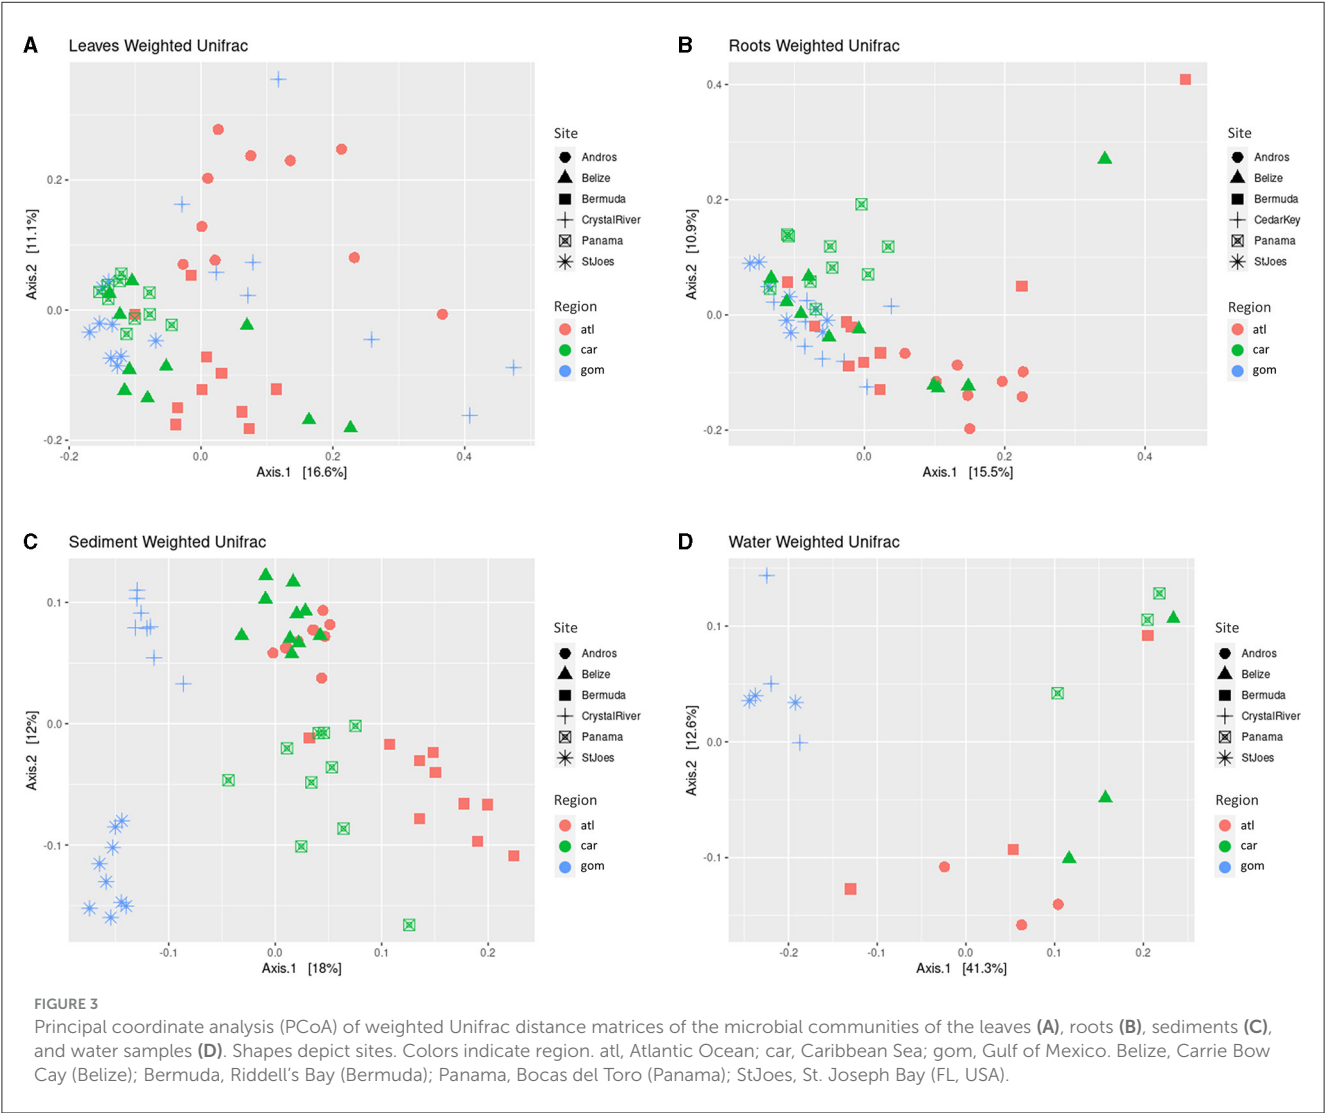 A
Leaves Weighted Unifrac
0.2
0.0
-0.2
-0.2
0.0
0.2
0.4
Axis.2 [11.1%]
Axis.1 [16.6%]
Site
Andros
Belize
Bermuda
CrystalRiver
Panama
StJoes
Region
atl
car
gom
B
Roots Weighted Unifrac
0.4
0.2
0.0
-0.2
0.0
0.2
0.4
Axis.2 [10.9%]
Axis.1 [15.5%]
Site
Andros
Belize
Bermuda
CedarKey
Panama
StJoes
Region
atl
car
gom
C
Sediment Weighted Unifrac
0.1
0.0
-0.1
-0.1
0.0
0.1
0.2
Axis.2 [12%]
Axis.1 [18%]
Site
Andros
Belize
Bermuda
CrystalRiver
Panama
StJoes
Region
atl
car
gom
D
Water Weighted Unifrac
0.1
0.0
-0.1
-0.2
-0.1
0.0
0.1
0.2
Axis.2 [12.6%]
Axis.1 [41.3%]
Site
Andros
Belize
Bermuda
CrystalRiver
Panama
StJoes
Region
atl
car
gom
FIGURE 3
Principal coordinate analysis (PCoA) of weighted Unifrac distance matrices of the microbial communities of the leaves (A), roots (B), sediments (C),
and water samples (D). Shapes depict sites. Colors indicate region. atl, Atlantic Ocean; car, Caribbean Sea; gom, Gulf of Mexico. Belize, Carrie Bow
Cay (Belize); Bermuda, Riddell's Bay (Bermuda); Panama, Bocas del Toro (Panama); StJoes, St. Joseph Bay (FL, USA).